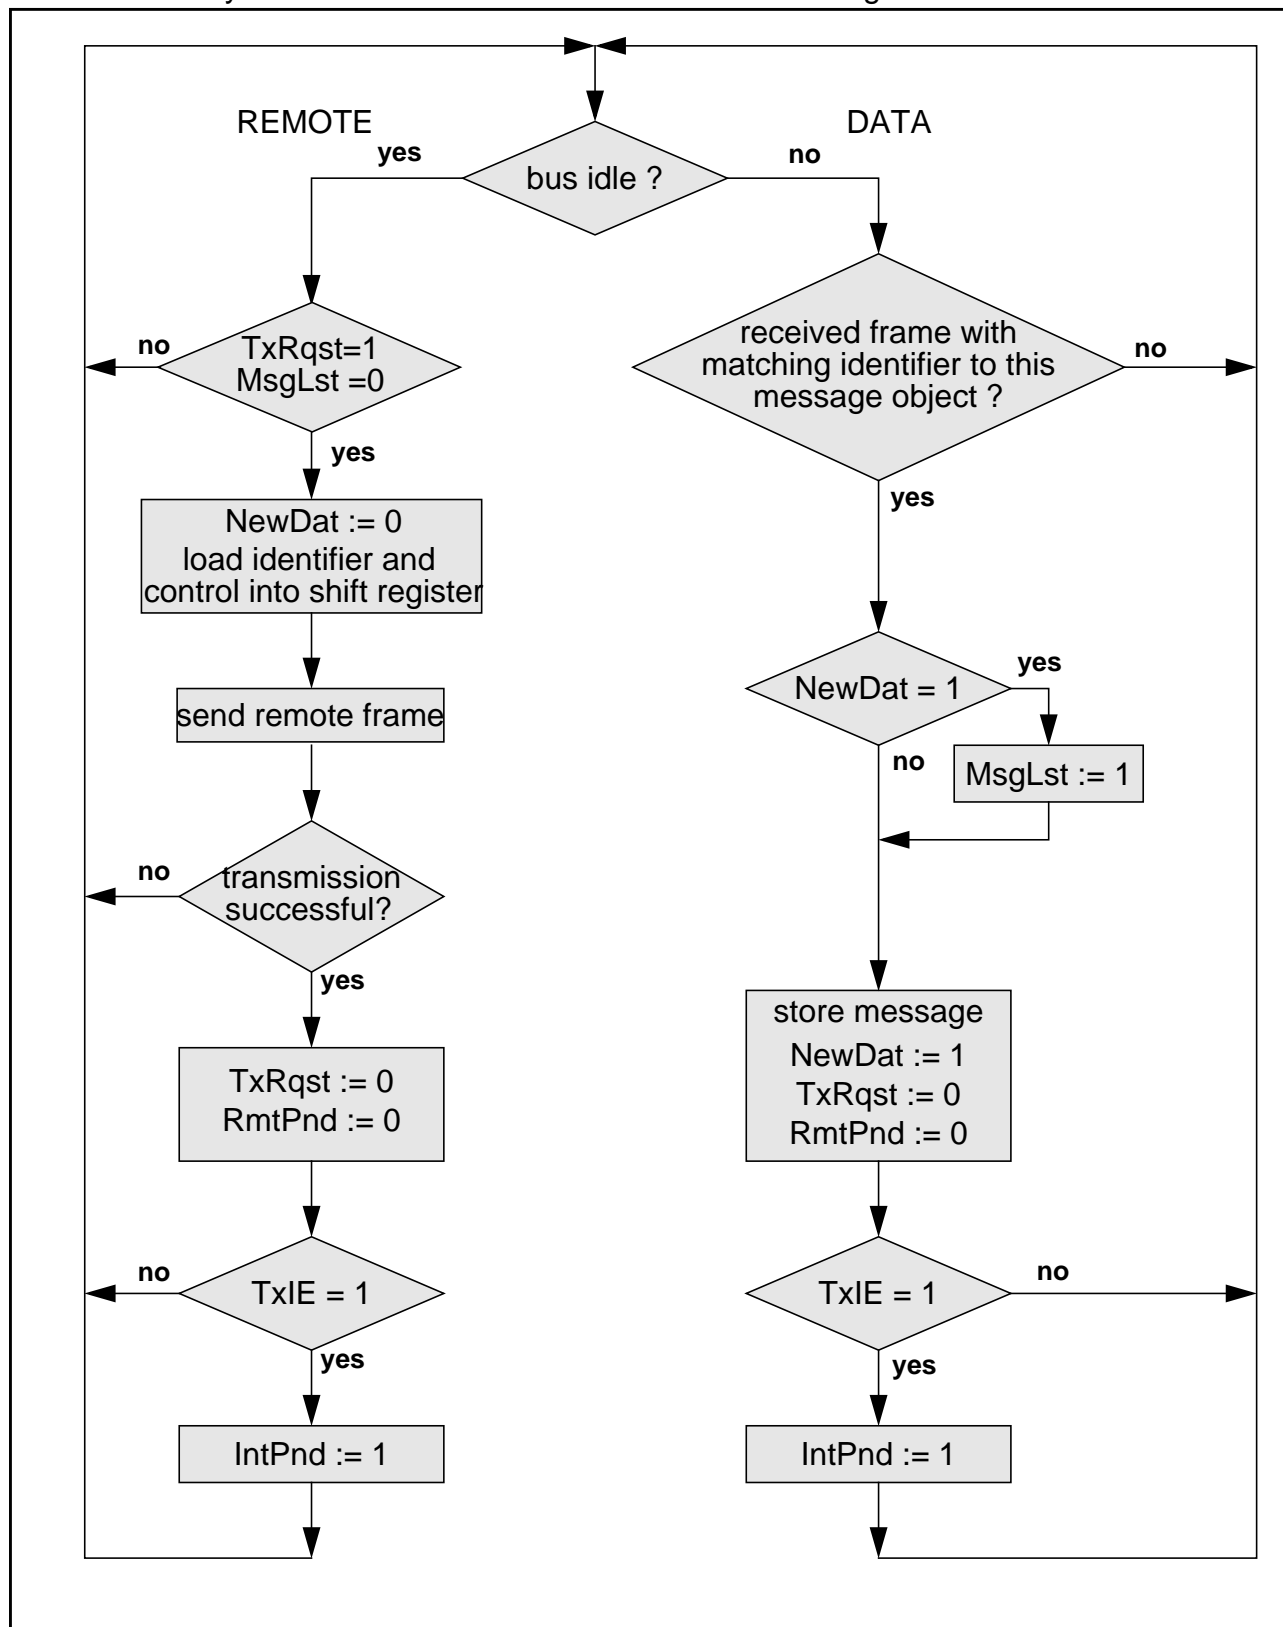 REMOTE
DATA
yes
no
bus idle ?
no
TxRqst=1
MsgLst =0
received frame with
matching identifier to this
message object ?
no
yes
yes
NewDat := 0
load identifier and
control into shift register
NewDat = 1
yes
send remote frame
no
MsgLst := 1
no
transmission
successful?
yes
store message
NewDat := 1
TxRqst := 0
RmtPnd := 0
TxRqst := 0
RmtPnd := 0
no
TxIE = 1
TxIE = 1
no
yes
yes
IntPnd := 1
IntPnd := 1